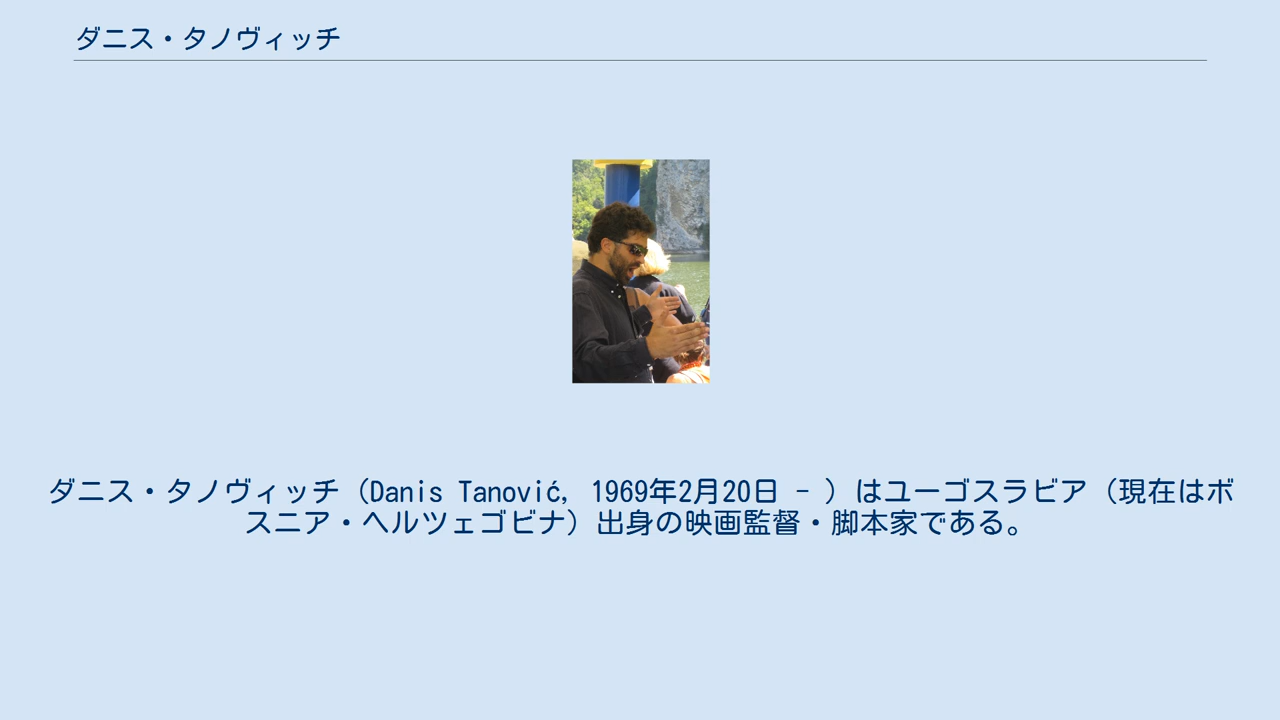 ダニス・タノヴィッチ
ダニス・タノヴィッチ（Danis Tanović, 1969年2月20日 - ）はユーゴスラビア（現在はボ
スニア・ヘルツェゴビナ）出身の映画監督・脚本家である。